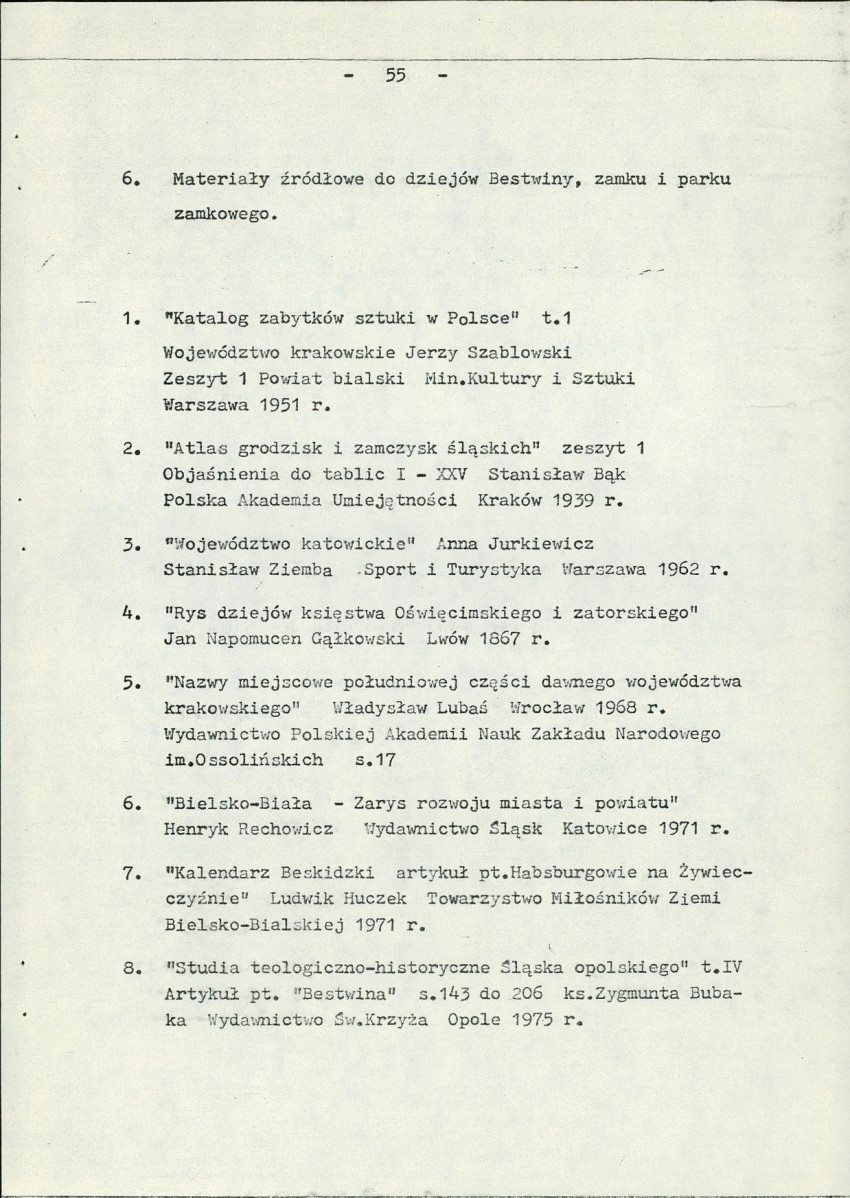 - 55 -
6. Materiały źródłowe do dziejów Bestwiny, zamku i parku
zamkowego.
1. "Katalog zabytków sztuki w Polsce" t.1
Województwo krakowskie Jerzy Szablowski
Zeszyt 1 Powiat bialski Min.Kultury i Sztuki
Warszawa 1951 r.
2. "Atlas grodzisk i zamczysk śląskich" zeszyt 1
Objaśnienia do tablic I - XXV Stanisław Bąk
Polska Akademia Umiejętności Kraków 1939 r.
3. "Województwo katowickie" Anna Jurkiewicz
Stanisław Ziemba Sport i Turystyka Warszawa 1962 r.
4. "Rys dziejów księstwa Oświęcimskiego i zatorskiego"
Jan Napomucen Gąłkowski Lwów 1867 r.
5. "Nazwy miejscowe południowej części dawnego województwa
krakowskiego" Władysław Lubaś Wrocław 1968 r.
Wydawnictwo Polskiej Akademii Nauk Zakładu Narodowego
im.Ossolińskich s.17
6. "Bielsko-Biała - Zarys rozwoju miasta i powiatu"
Henryk Rechowicz Wydawnictwo Śląsk Katowice 1971 r.
7. "Kalendarz Beskidzki artykuł pt.Habsburgowie na Żywiec-
czyźnie" Ludwik Huczek Towarzystwo Miłośników Ziemi
Bielsko-Bialskiej 1971 r.
8. "Studia teologiczno-historyczne Śląska opolskiego" t.IV
Artykuł pt. "Bestwina" s.143 do 206 ks.Zygmunta Buba-
ka Wydawnictwo Św.Krzyża Opole 1975 r.